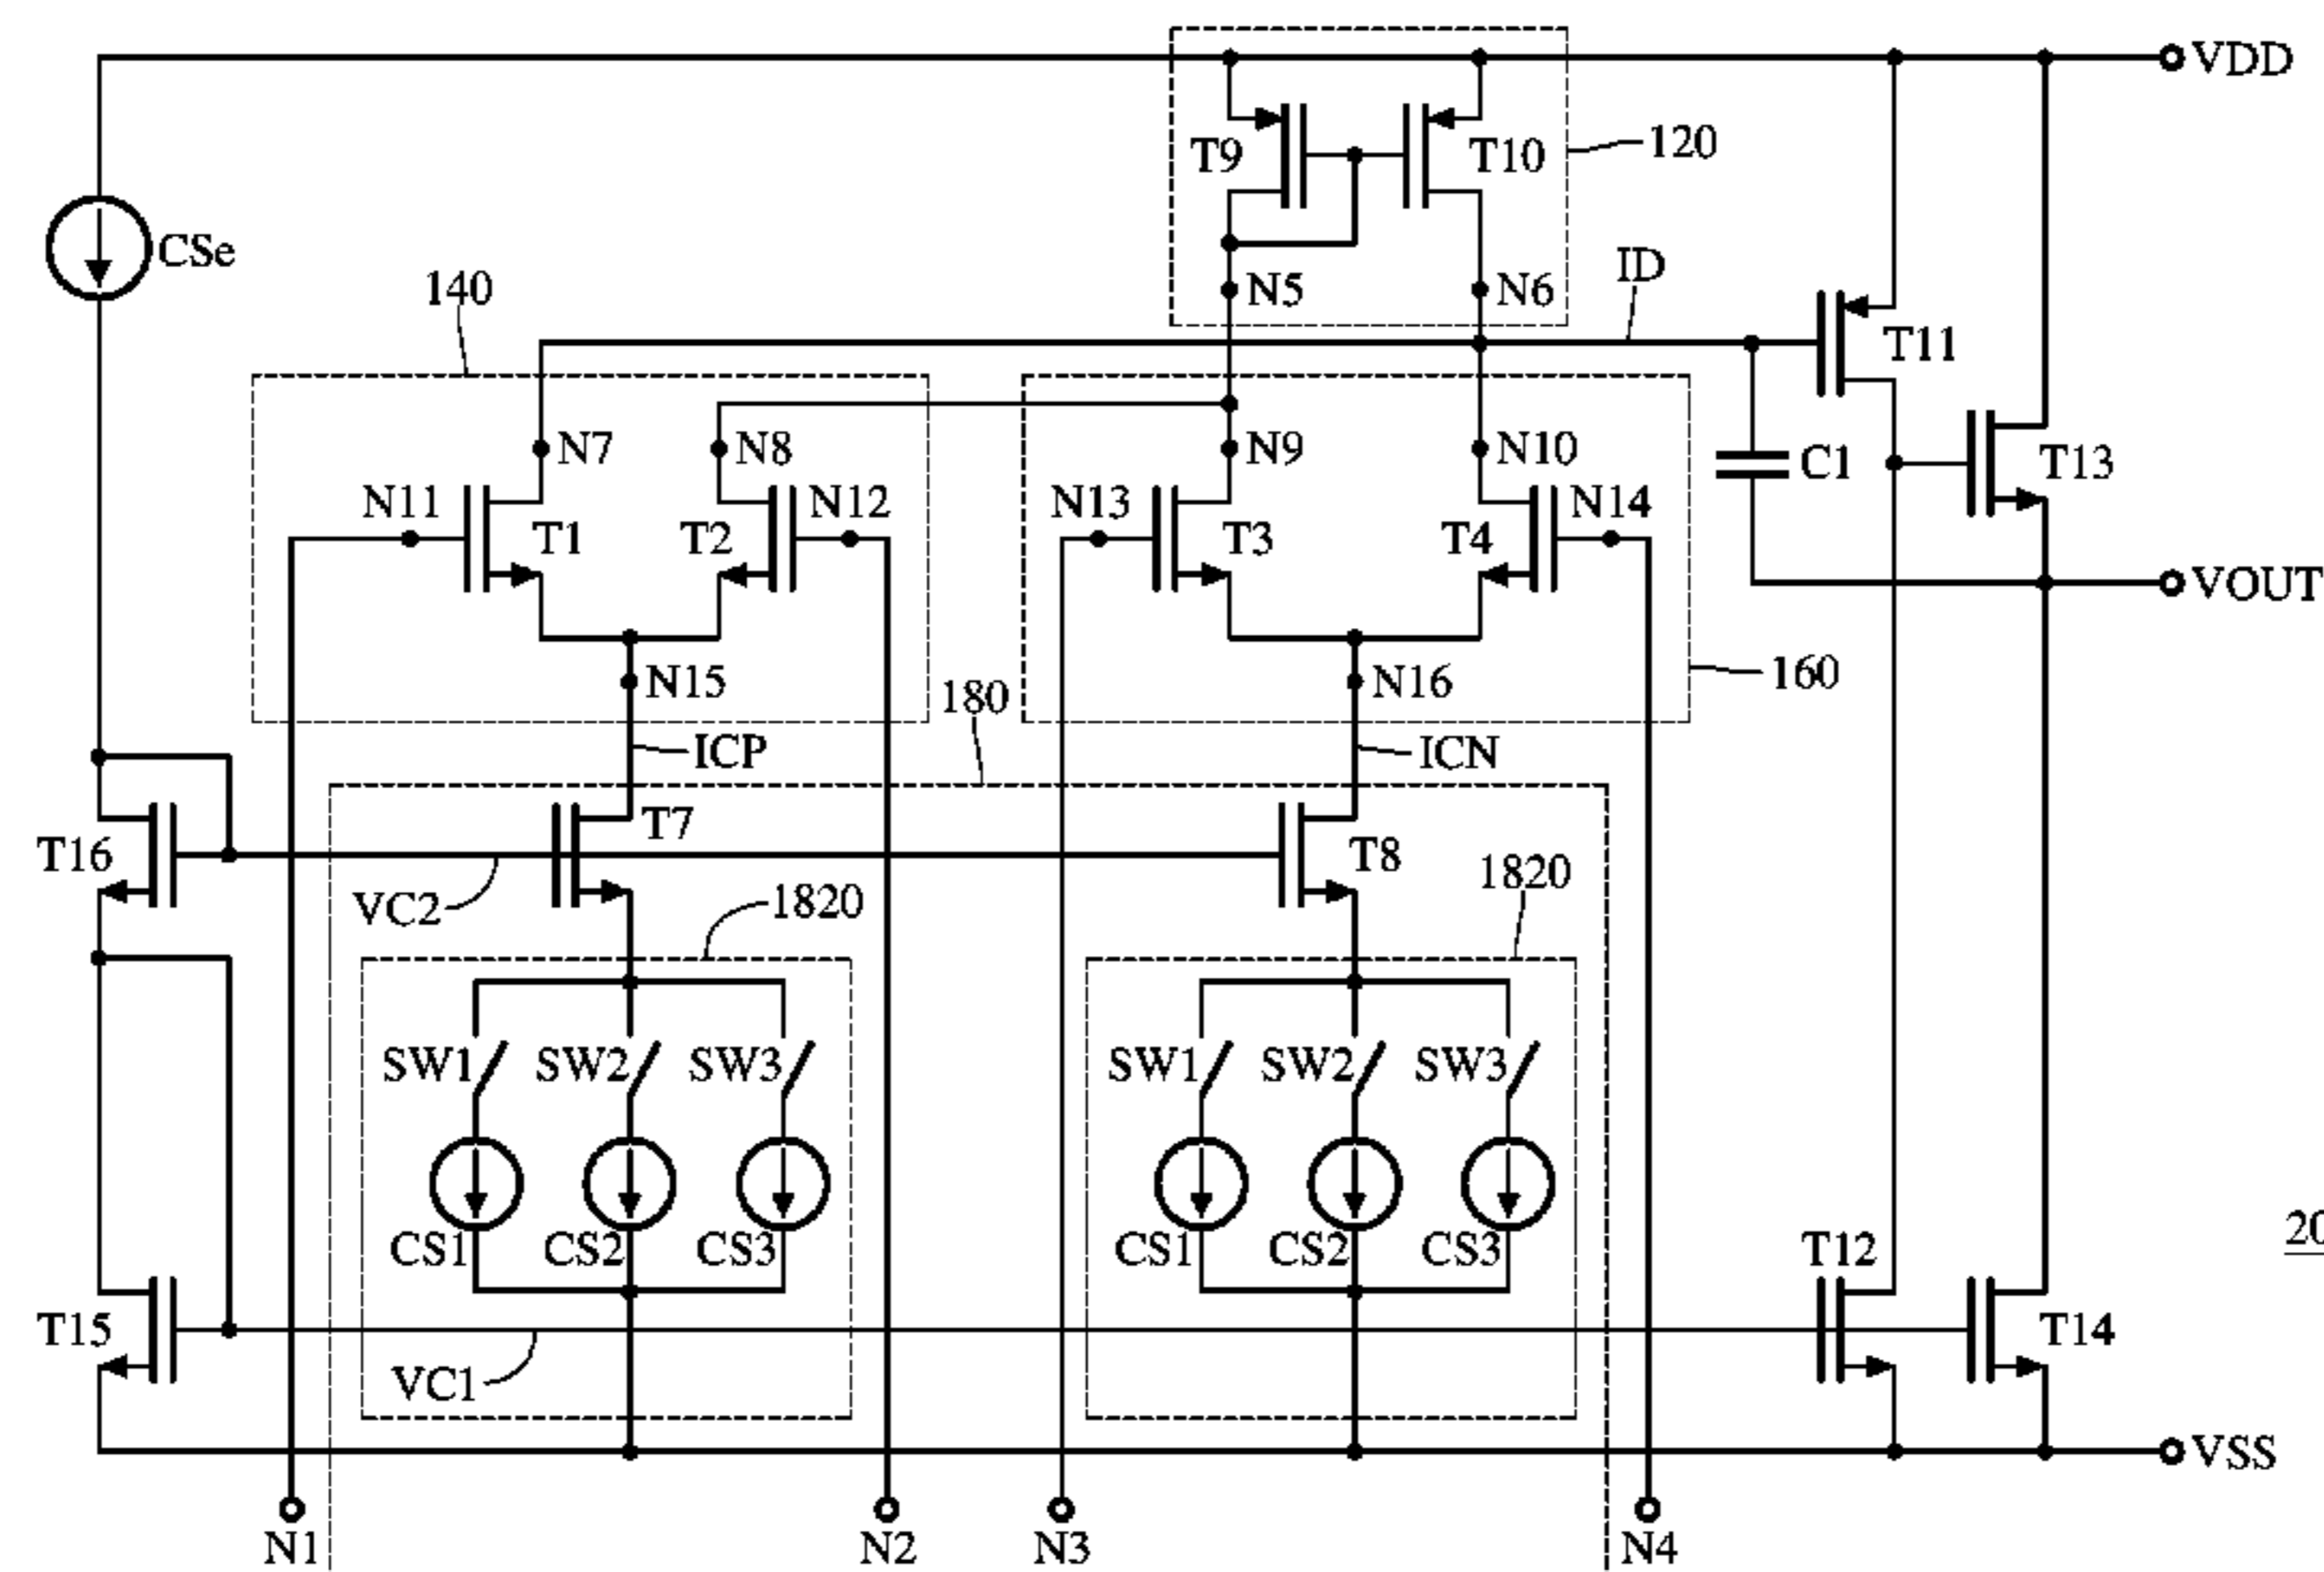 VDD
T9
T10
120
CSe
140
N5
N6
ID
T11
N7
N8
N9
N10
C1
T13
N11
T1
T2
N12
N13
T3
T4
N14
VOUT
N15
180
N16
160
ICP
ICN
T16
T7
T8
VC2
1820
1820
SW1
SW2
SW3
SW1
SW2
SW3
CS1
CS2
CS3
CS1
CS2
CS3
T12
20
T15
T14
VC1
VSS
N1
N2
N3
N4